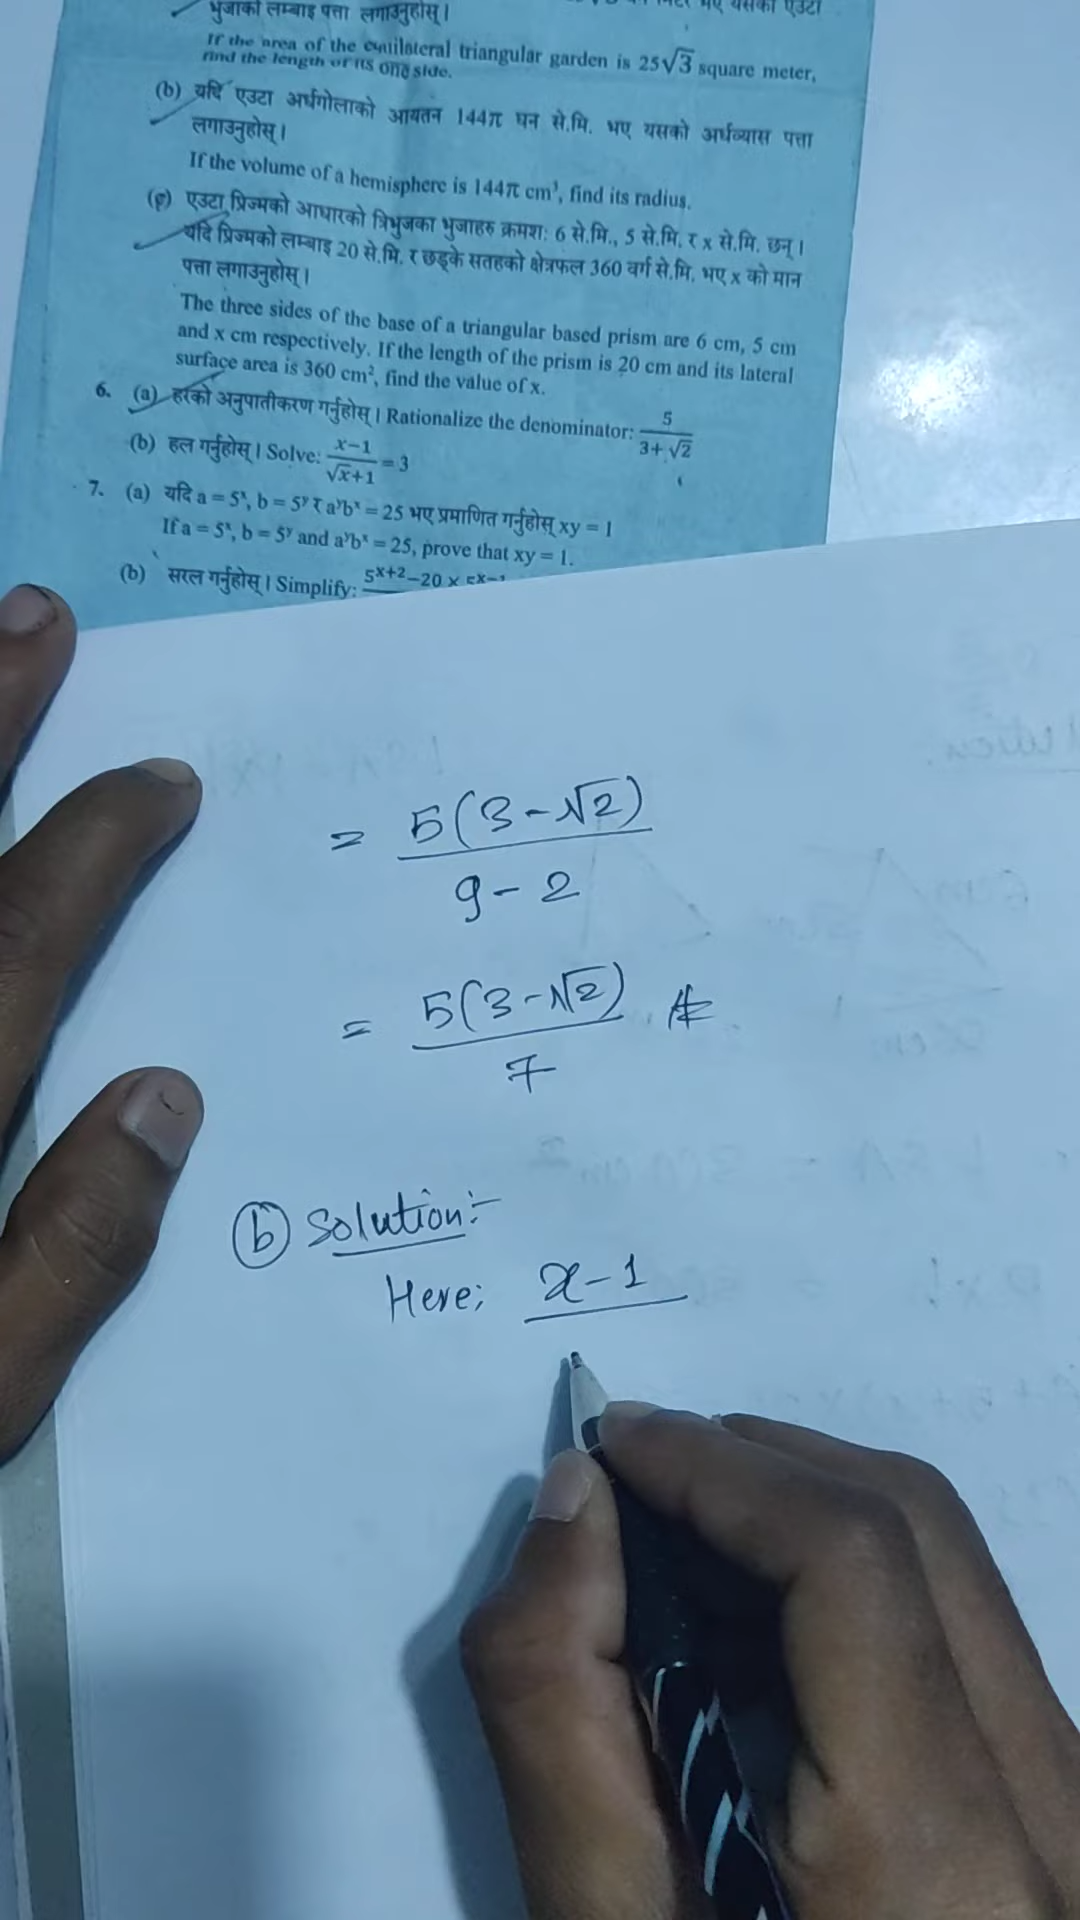 भुजाको लम्बाइ पत्ता लगाउनुहोस् ।
If the area of the equilateral triangular garden is 25√3 square meter,
find the length of its one side.
(b) यदि एउटा अर्धगोलाको आयतन 144π घन से.मि. भए यसको अर्धव्यास पत्ता
लगाउनुहोस् ।
If the volume of a hemisphere is 144π cm³, find its radius.
एउटा प्रिज्मको आधारको त्रिभुजका भुजाहरु क्रमशः 6 से.मि., 5 से.मि. र x से.मि. छन् ।
यदि प्रिज्मको लम्बाइ 20 से.मि. र छड्के सतहको क्षेत्रफल 360 वर्ग से.मि. भए x को मान
पत्ता लगाउनुहोस् ।
The three sides of the base of a triangular based prism are 6 cm, 5 cm
and x cm respectively. If the length of the prism is 20 cm and its lateral
surface area is 360 cm², find the value of x.
6. (a) हरको अनुपातीकरण गर्नुहोस् । Rationalize the denominator: 5/(3+√2)
(b) हल गर्नुहोस् । Solve: (x−1)/(√x+1) = 3
7. (a) यदि a = 5ˣ, b = 5ʸ र aʸbˣ = 25 भए प्रमाणित गर्नुहोस् xy = 1
If a = 5ˣ, b = 5ʸ and aʸbˣ = 25, prove that xy = 1.
(b) सरल गर्नुहोस् । Simplify: 5ˣ⁺²−20 × 5ˣ⁻¹
= 5(3-√2)
9-2
= 5(3-√2)
7
(b) Solution:-
Here; x-1